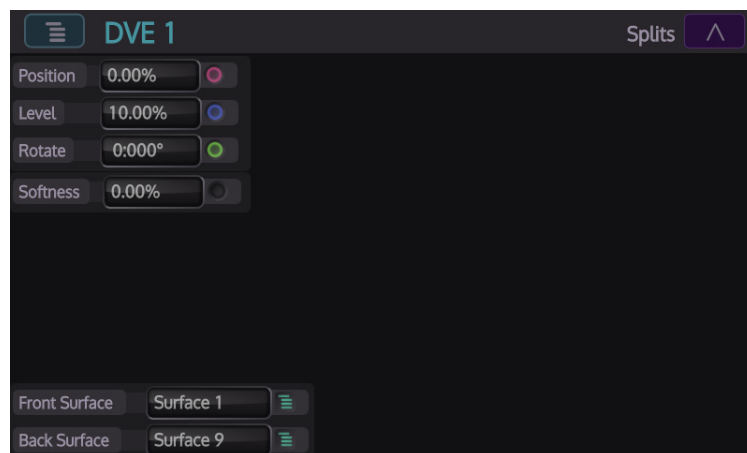 DVE 1 Splits
Position 0.00%
Level 10.00%
Rotate 0:000°
Softness 0.00%
Front Surface Surface 1
Back Surface Surface 9